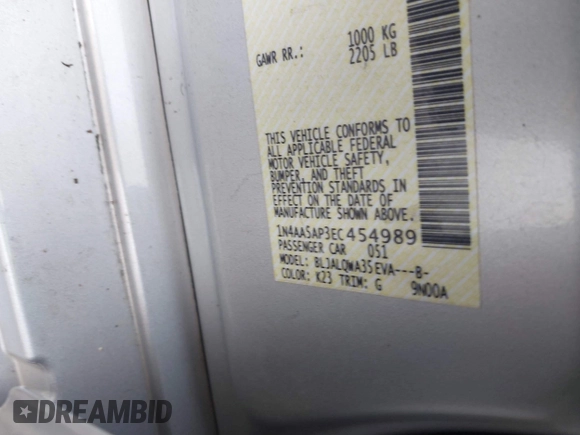 GAWR RR.: 1000 KG
2205 LB
THIS VEHICLE CONFORMS TO
ALL APPLICABLE FEDERAL
MOTOR VEHICLE SAFETY,
BUMPER, AND THEFT
PREVENTION STANDARDS IN
EFFECT ON THE DATE OF
MANUFACTURE SHOWN ABOVE.
1N4AA5AP3EC454989
PASSENGER CAR 051
MODEL: BLJALQWA35EVA---B-
COLOR: K23 TRIM: G 9N00A
DREAMBID